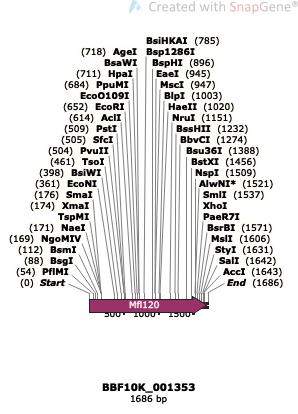 Created with SnapGene®
BsiHKAI (785)
(718) AgeI Bsp1286I
BsaWI BspHI (896)
(711) HpaI EaeI (945)
(684) PpuMI MscI (947)
EcoO109I BlpI (1003)
(652) EcoRI HaeII (1020)
(614) AclI NruI (1151)
(509) PstI BssHII (1232)
(505) SfcI BbvCI (1274)
(504) PvuII Bsu36I (1388)
(461) TsoI BstXI (1456)
(398) BsiWI NspI (1509)
(361) EcoNI AlwNI* (1521)
(176) SmaI SmlI (1537)
(174) XmaI XhoI
TspMI PaeR7I
(171) NaeI BsrBI (1571)
(169) NgoMIV MslI (1606)
(112) BsmI StyI (1631)
(88) BsgI SalI (1642)
(54) PflMI AccI (1643)
(0) Start End (1686)
Mfl120
500 1000 1500
BBF10K_001353
1686 bp